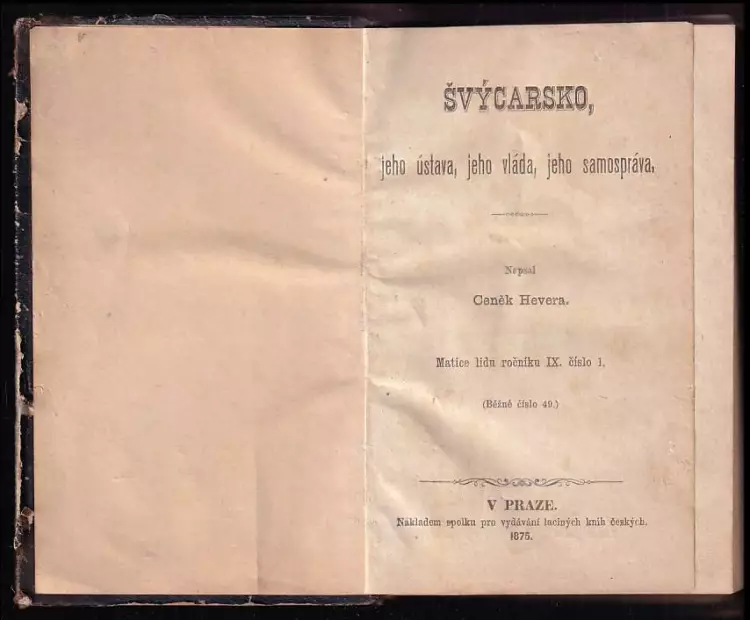 ŠVÝCARSKO,
jeho ústava, jeho vláda, jeho samospráva.
Napsal
Čeněk Hevera.
Matice lidu ročníku IX. číslo 1.
(Běžné číslo 49.)
V PRAZE.
Nákladem spolku pro vydávání laciných knih českých.
1875.